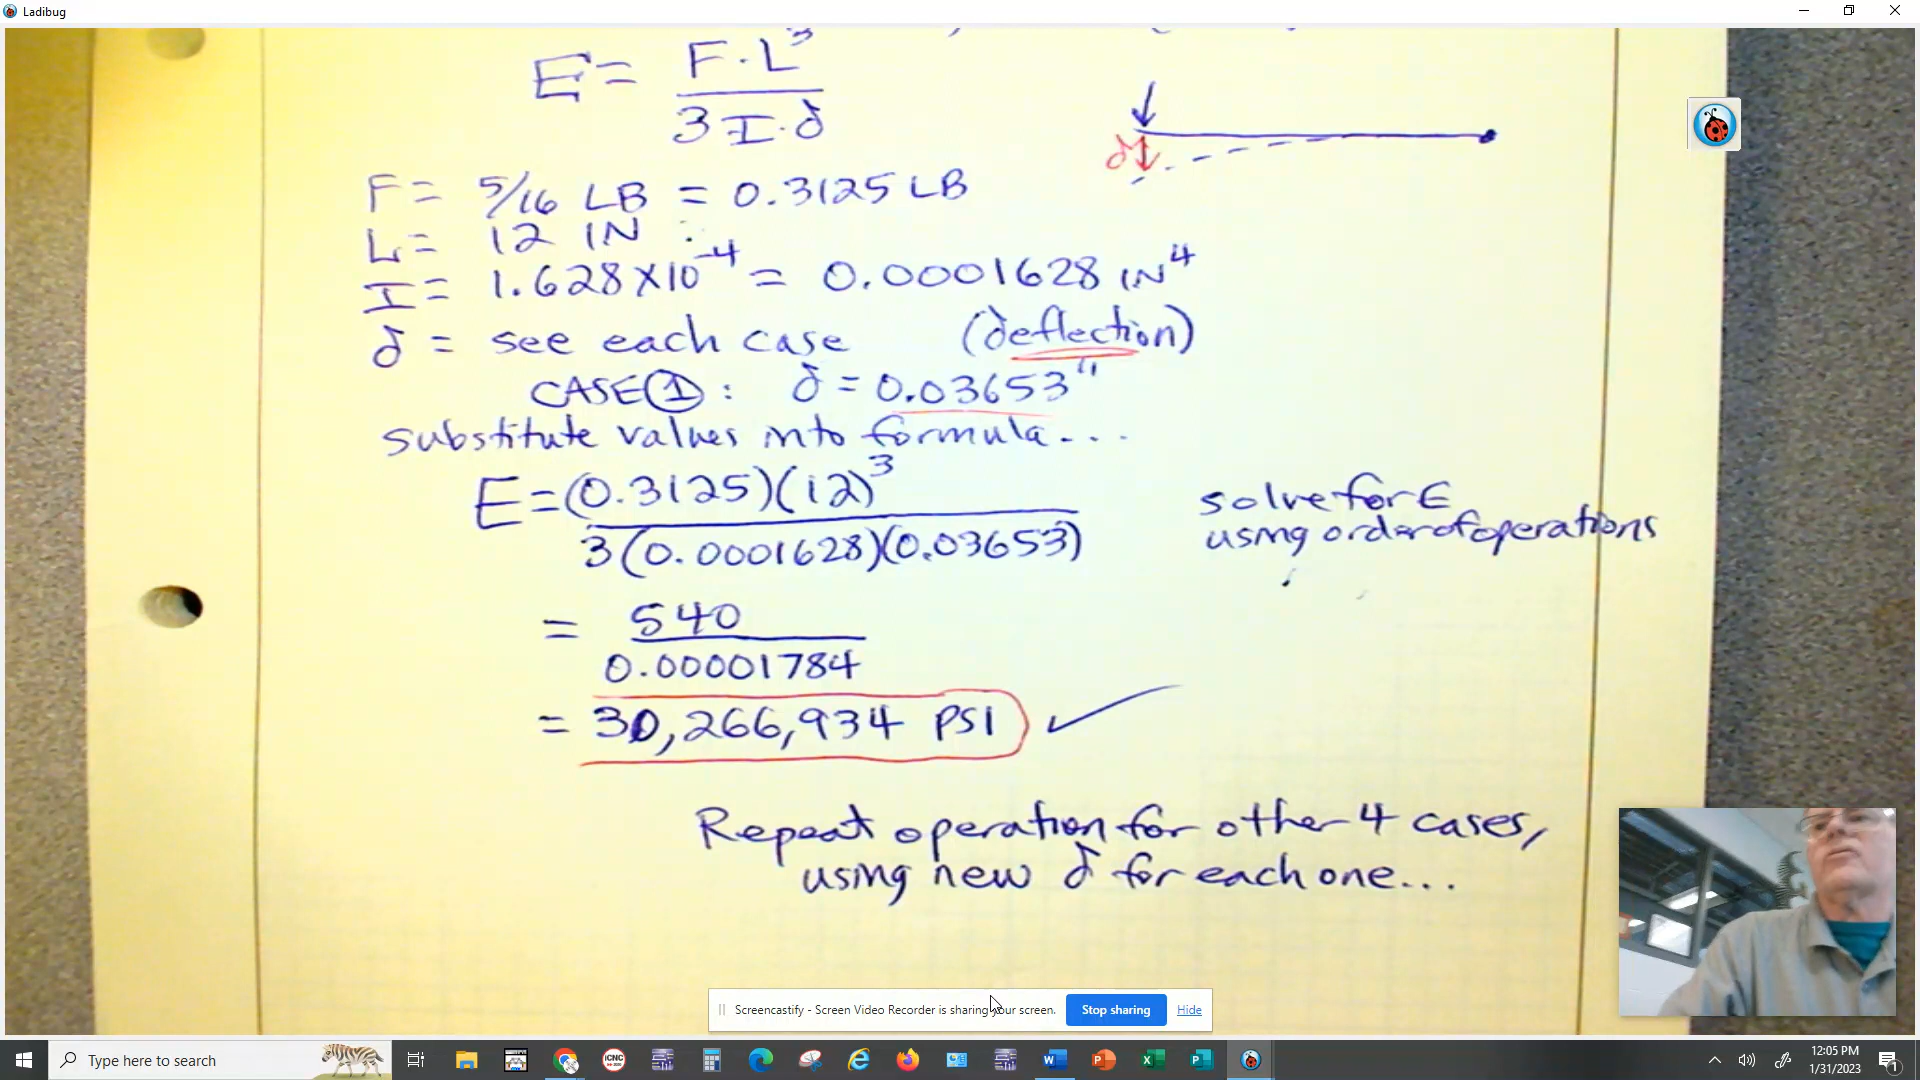 Ladibug
E = F·L³
3 I·δ
δ
F = 5/16 LB = 0.3125 LB
L = 12 IN
I = 1.628X10⁻⁴ = 0.0001628 IN⁴
δ = see each case (deflection)
CASE ① : δ = 0.03653"
substitute values into formula...
E = (0.3125)(12)³
3(0.0001628)(0.03653)
solve for E
using order of operations
= 540
0.00001784
= 30,266,934 PSI ✓
Repeat operation for other 4 cases,
using new δ for each one...
Screencastify - Screen Video Recorder is sharing your screen. Stop sharing Hide
Type here to search
12:05 PM
1/31/2023